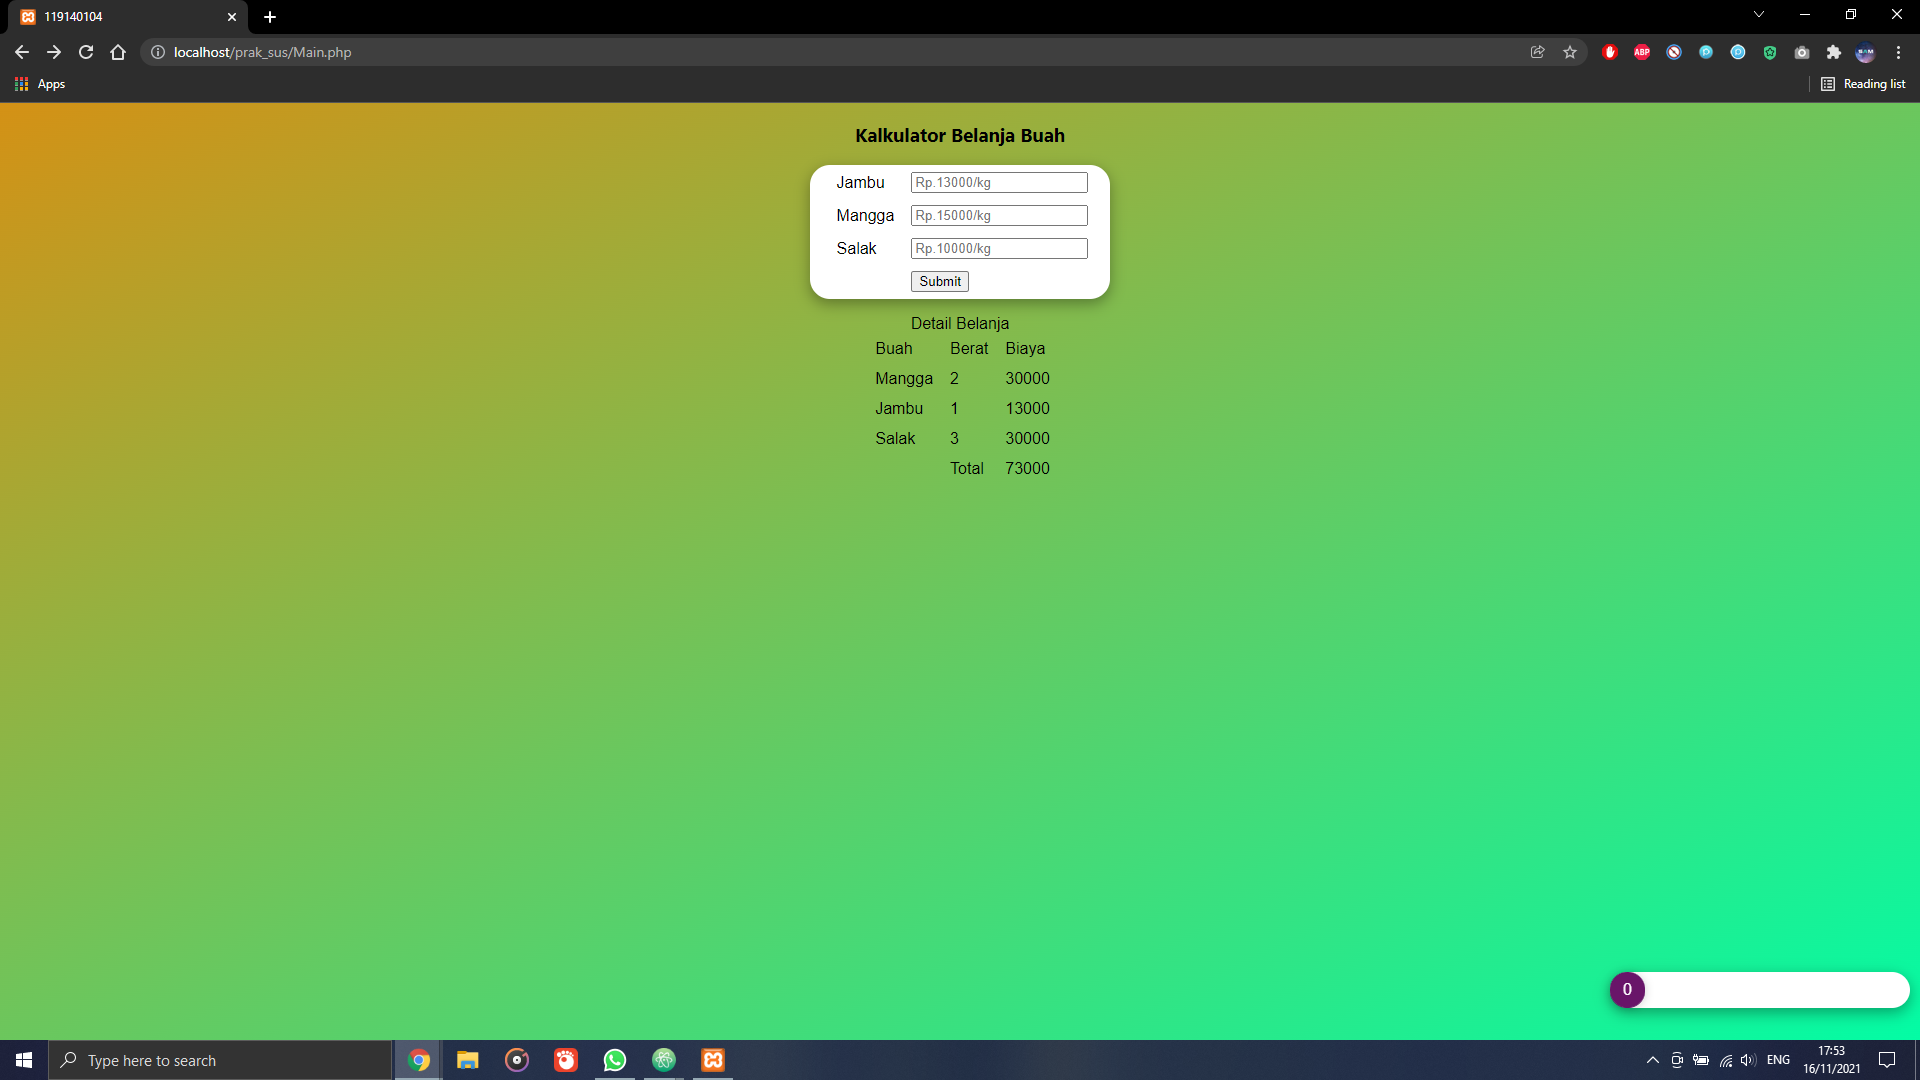 119140104
localhost/prak_sus/Main.php
ABP
Apps
Reading list
Kalkulator Belanja Buah
Jambu Rp.13000/kg
Mangga Rp.15000/kg
Salak Rp.10000/kg
Submit
Detail Belanja
Buah Berat Biaya
Mangga 2 30000
Jambu 1 13000
Salak 3 30000
Total 73000
0
Type here to search
ENG
17:53
16/11/2021